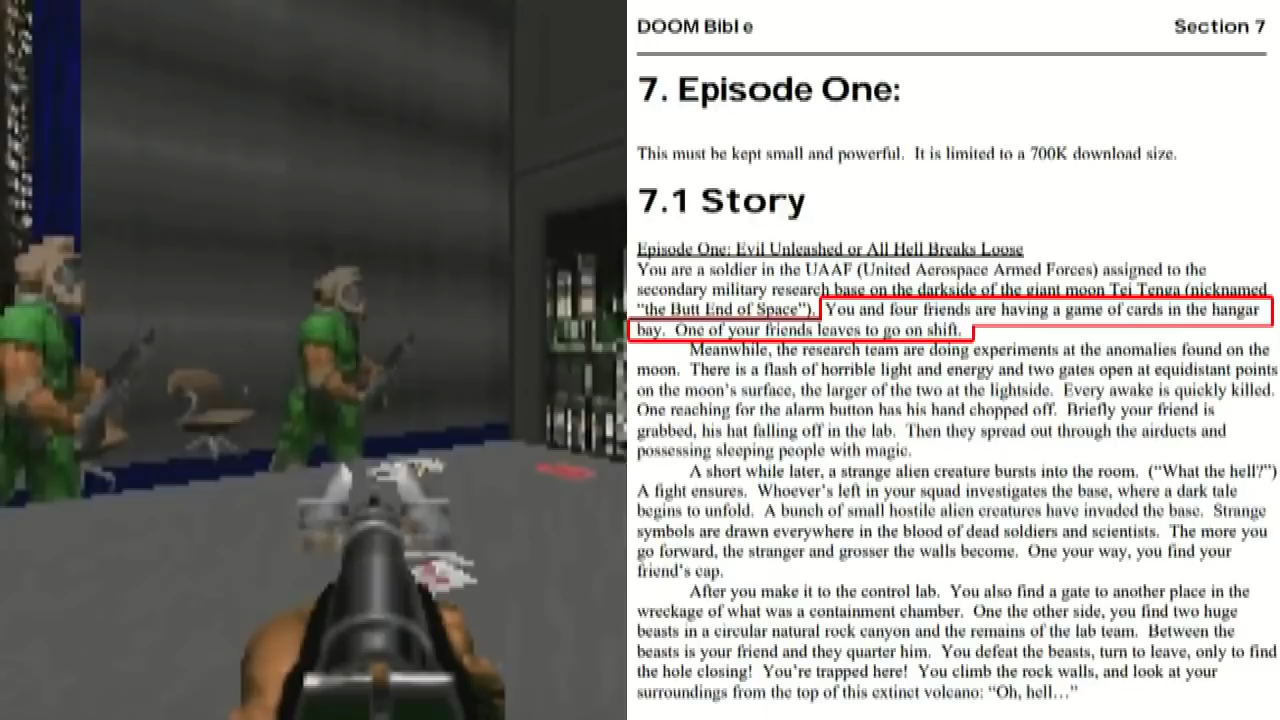 DOOM Bible
Section 7
7. Episode One:
This must be kept small and powerful. It is limited to a 700K download size.
7.1 Story
Episode One: Evil Unleashed or All Hell Breaks Loose
You are a soldier in the UAAF (United Aerospace Armed Forces) assigned to the
secondary military research base on the darkside of the giant moon Tei Tenga (nicknamed
“the Butt End of Space”). You and four friends are having a game of cards in the hangar
bay. One of your friends leaves to go on shift.
Meanwhile, the research team are doing experiments at the anomalies found on the
moon. There is a flash of horrible light and energy and two gates open at equidistant points
on the moon’s surface, the larger of the two at the lightside. Every awake is quickly killed.
One reaching for the alarm button has his hand chopped off. Briefly your friend is
grabbed, his hat falling off in the lab. Then they spread out through the airducts and
possessing sleeping people with magic.
A short while later, a strange alien creature bursts into the room. (“What the hell?”)
A fight ensures. Whoever’s left in your squad investigates the base, where a dark tale
begins to unfold. A bunch of small hostile alien creatures have invaded the base. Strange
symbols are drawn everywhere in the blood of dead soldiers and scientists. The more you
go forward, the stranger and grosser the walls become. One your way, you find your
friend’s cap.
After you make it to the control lab. You also find a gate to another place in the
wreckage of what was a containment chamber. One the other side, you find two huge
beasts in a circular natural rock canyon and the remains of the lab team. Between the
beasts is your friend and they quarter him. You defeat the beasts, turn to leave, only to find
the hole closing! You’re trapped here! You climb the rock walls, and look at your
surroundings from the top of this extinct volcano: “Oh, hell…”